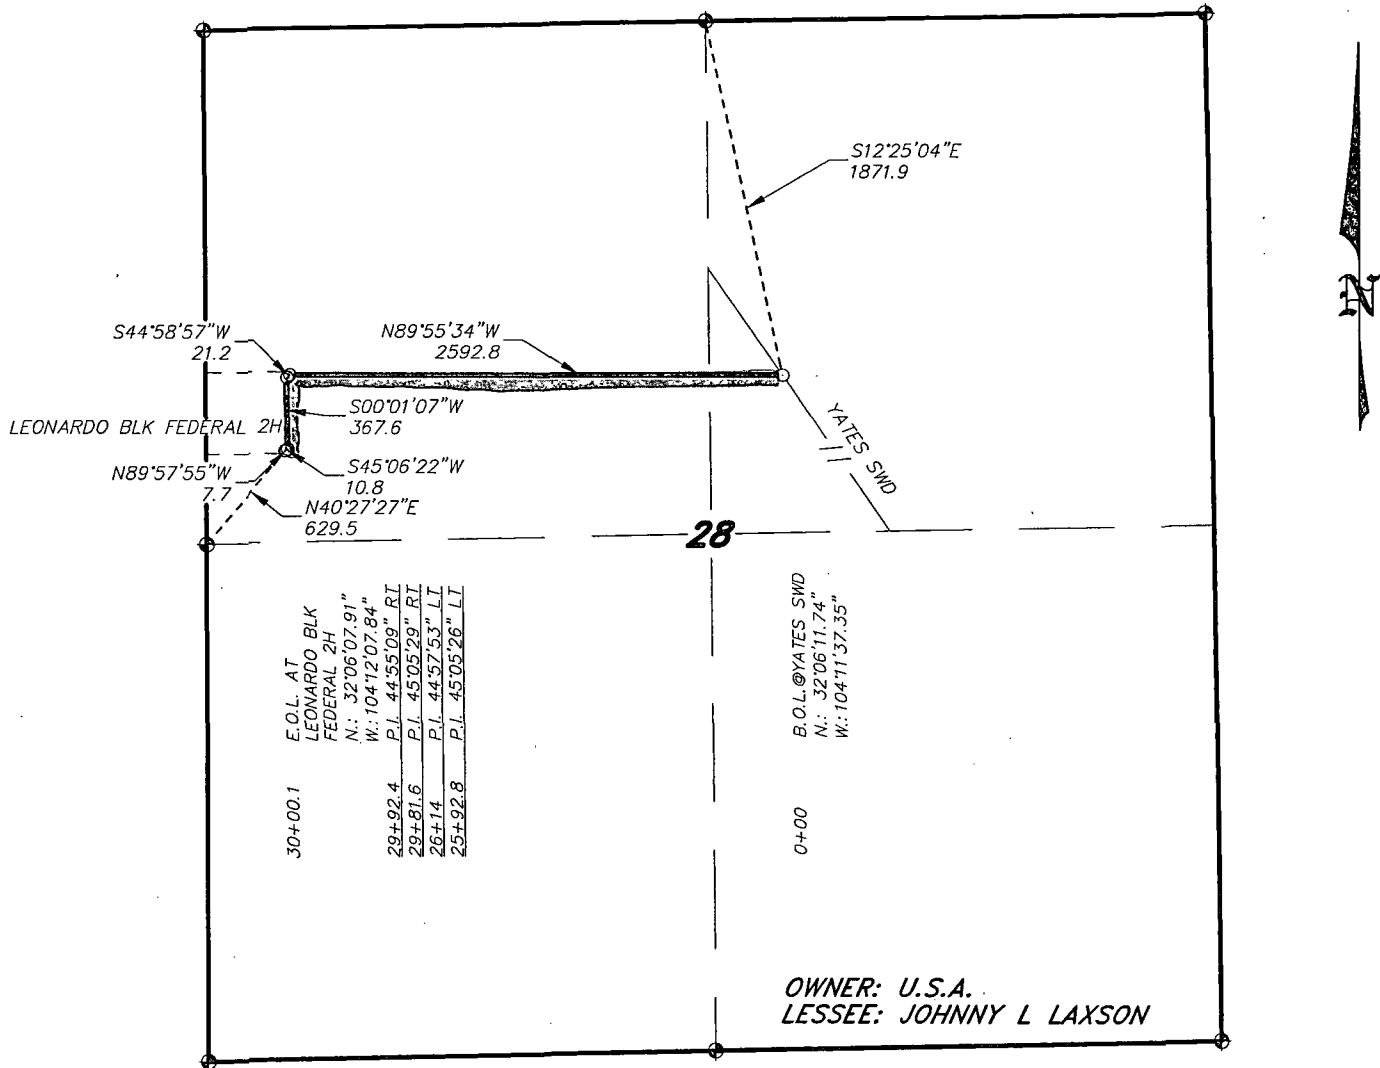 S12°25'04"E
1871.9
S44°58'57"W
21.2
N89°55'34"W
2592.8
S00°01'07"W
367.6
LEONARDO BLK FEDERAL 2H
N89°57'55"W
7.7
S45°06'22"W
10.8
N40°27'27"E
629.5
YATES SWD
28
30+00.1 E.O.L. AT
LEONARDO BLK
FEDERAL 2H
N.: 32°06'07.91"
W.: 104°12'07.84"
29+92.4 P.I. 44°55'09" RT
29+81.6 P.I. 45°05'29" RT
26+14 P.I. 44°57'53" LT
25+92.8 P.I. 45°05'26" LT
0+00 B.O.L.@YATES SWD
N.: 32°06'11.74"
W.: 104°11'37.35"
OWNER: U.S.A.
LESSEE: JOHNNY L LAXSON
N